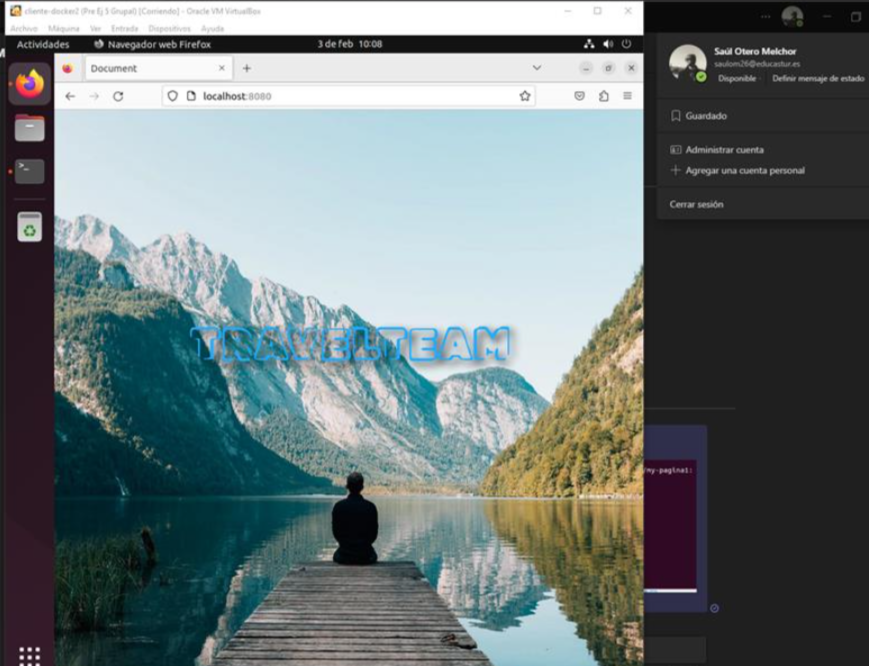 cliente-docker2 (Pre Ej 5 Grupal) [Corriendo] - Oracle VM VirtualBox
Archivo Máquina Ver Entrada Dispositivos Ayuda
Actividades Navegador web Firefox 3 de feb 10:08
Document
localhost:8080
TRAVELTEAM
Saúl Otero Melchor
saulom26@educastur.es
Disponible Definir mensaje de estado
Guardado
Administrar cuenta
Agregar una cuenta personal
Cerrar sesión
/my-pagina1: